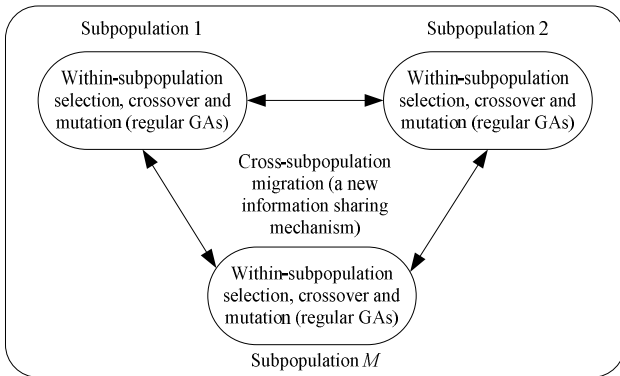 Subpopulation 1
Subpopulation 2
Within-subpopulation
selection, crossover and
mutation (regular GAs)
Within-subpopulation
selection, crossover and
mutation (regular GAs)
Cross-subpopulation
migration (a new
information sharing
mechanism)
Within-subpopulation
selection, crossover and
mutation (regular GAs)
Subpopulation M